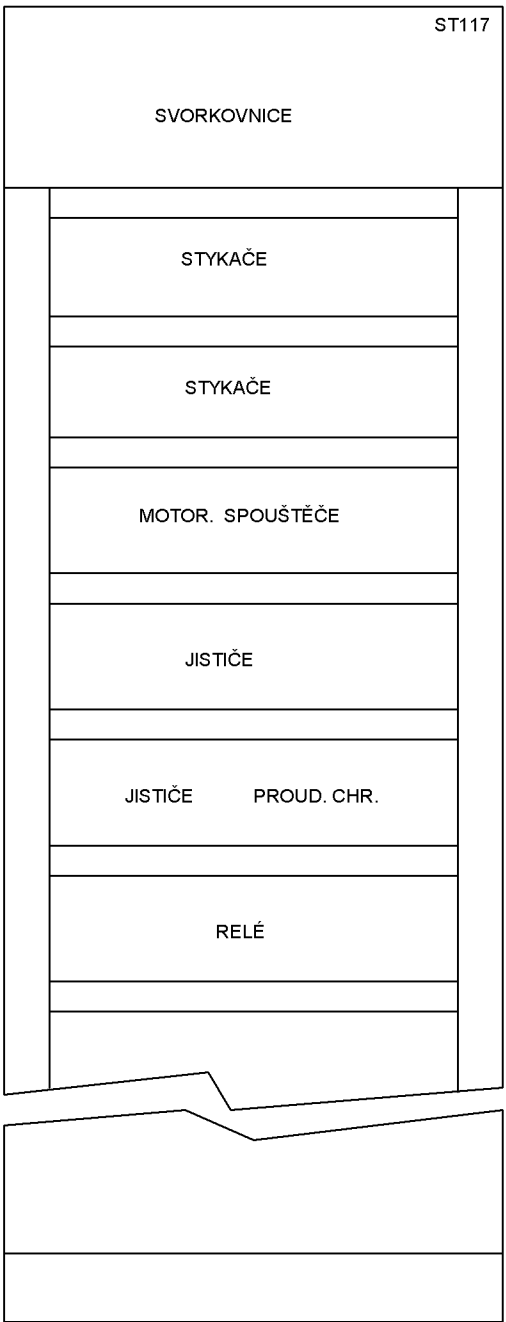 ST117
SVORKOVNICE
STYKAČE
STYKAČE
MOTOR. SPOUŠTĚČE
JISTIČE
JISTIČE PROUD. CHR.
RELÉ